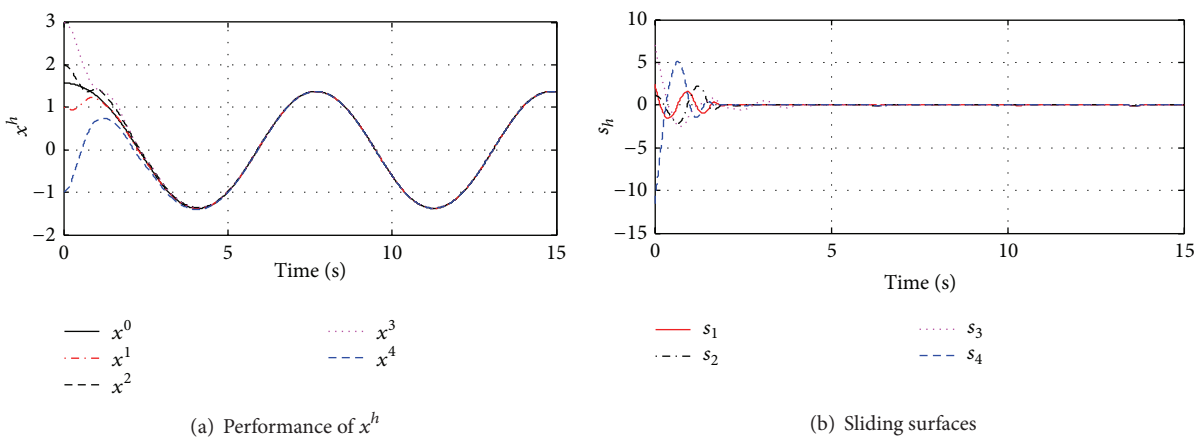 3
2
1
0
−1
−2
x^h
0 5 10 15
Time (s)
x^0
x^1
x^2
x^3
x^4
(a) Performance of x^h
10
5
0
−5
−10
−15
s_h
0 5 10 15
Time (s)
s_1
s_2
s_3
s_4
(b) Sliding surfaces